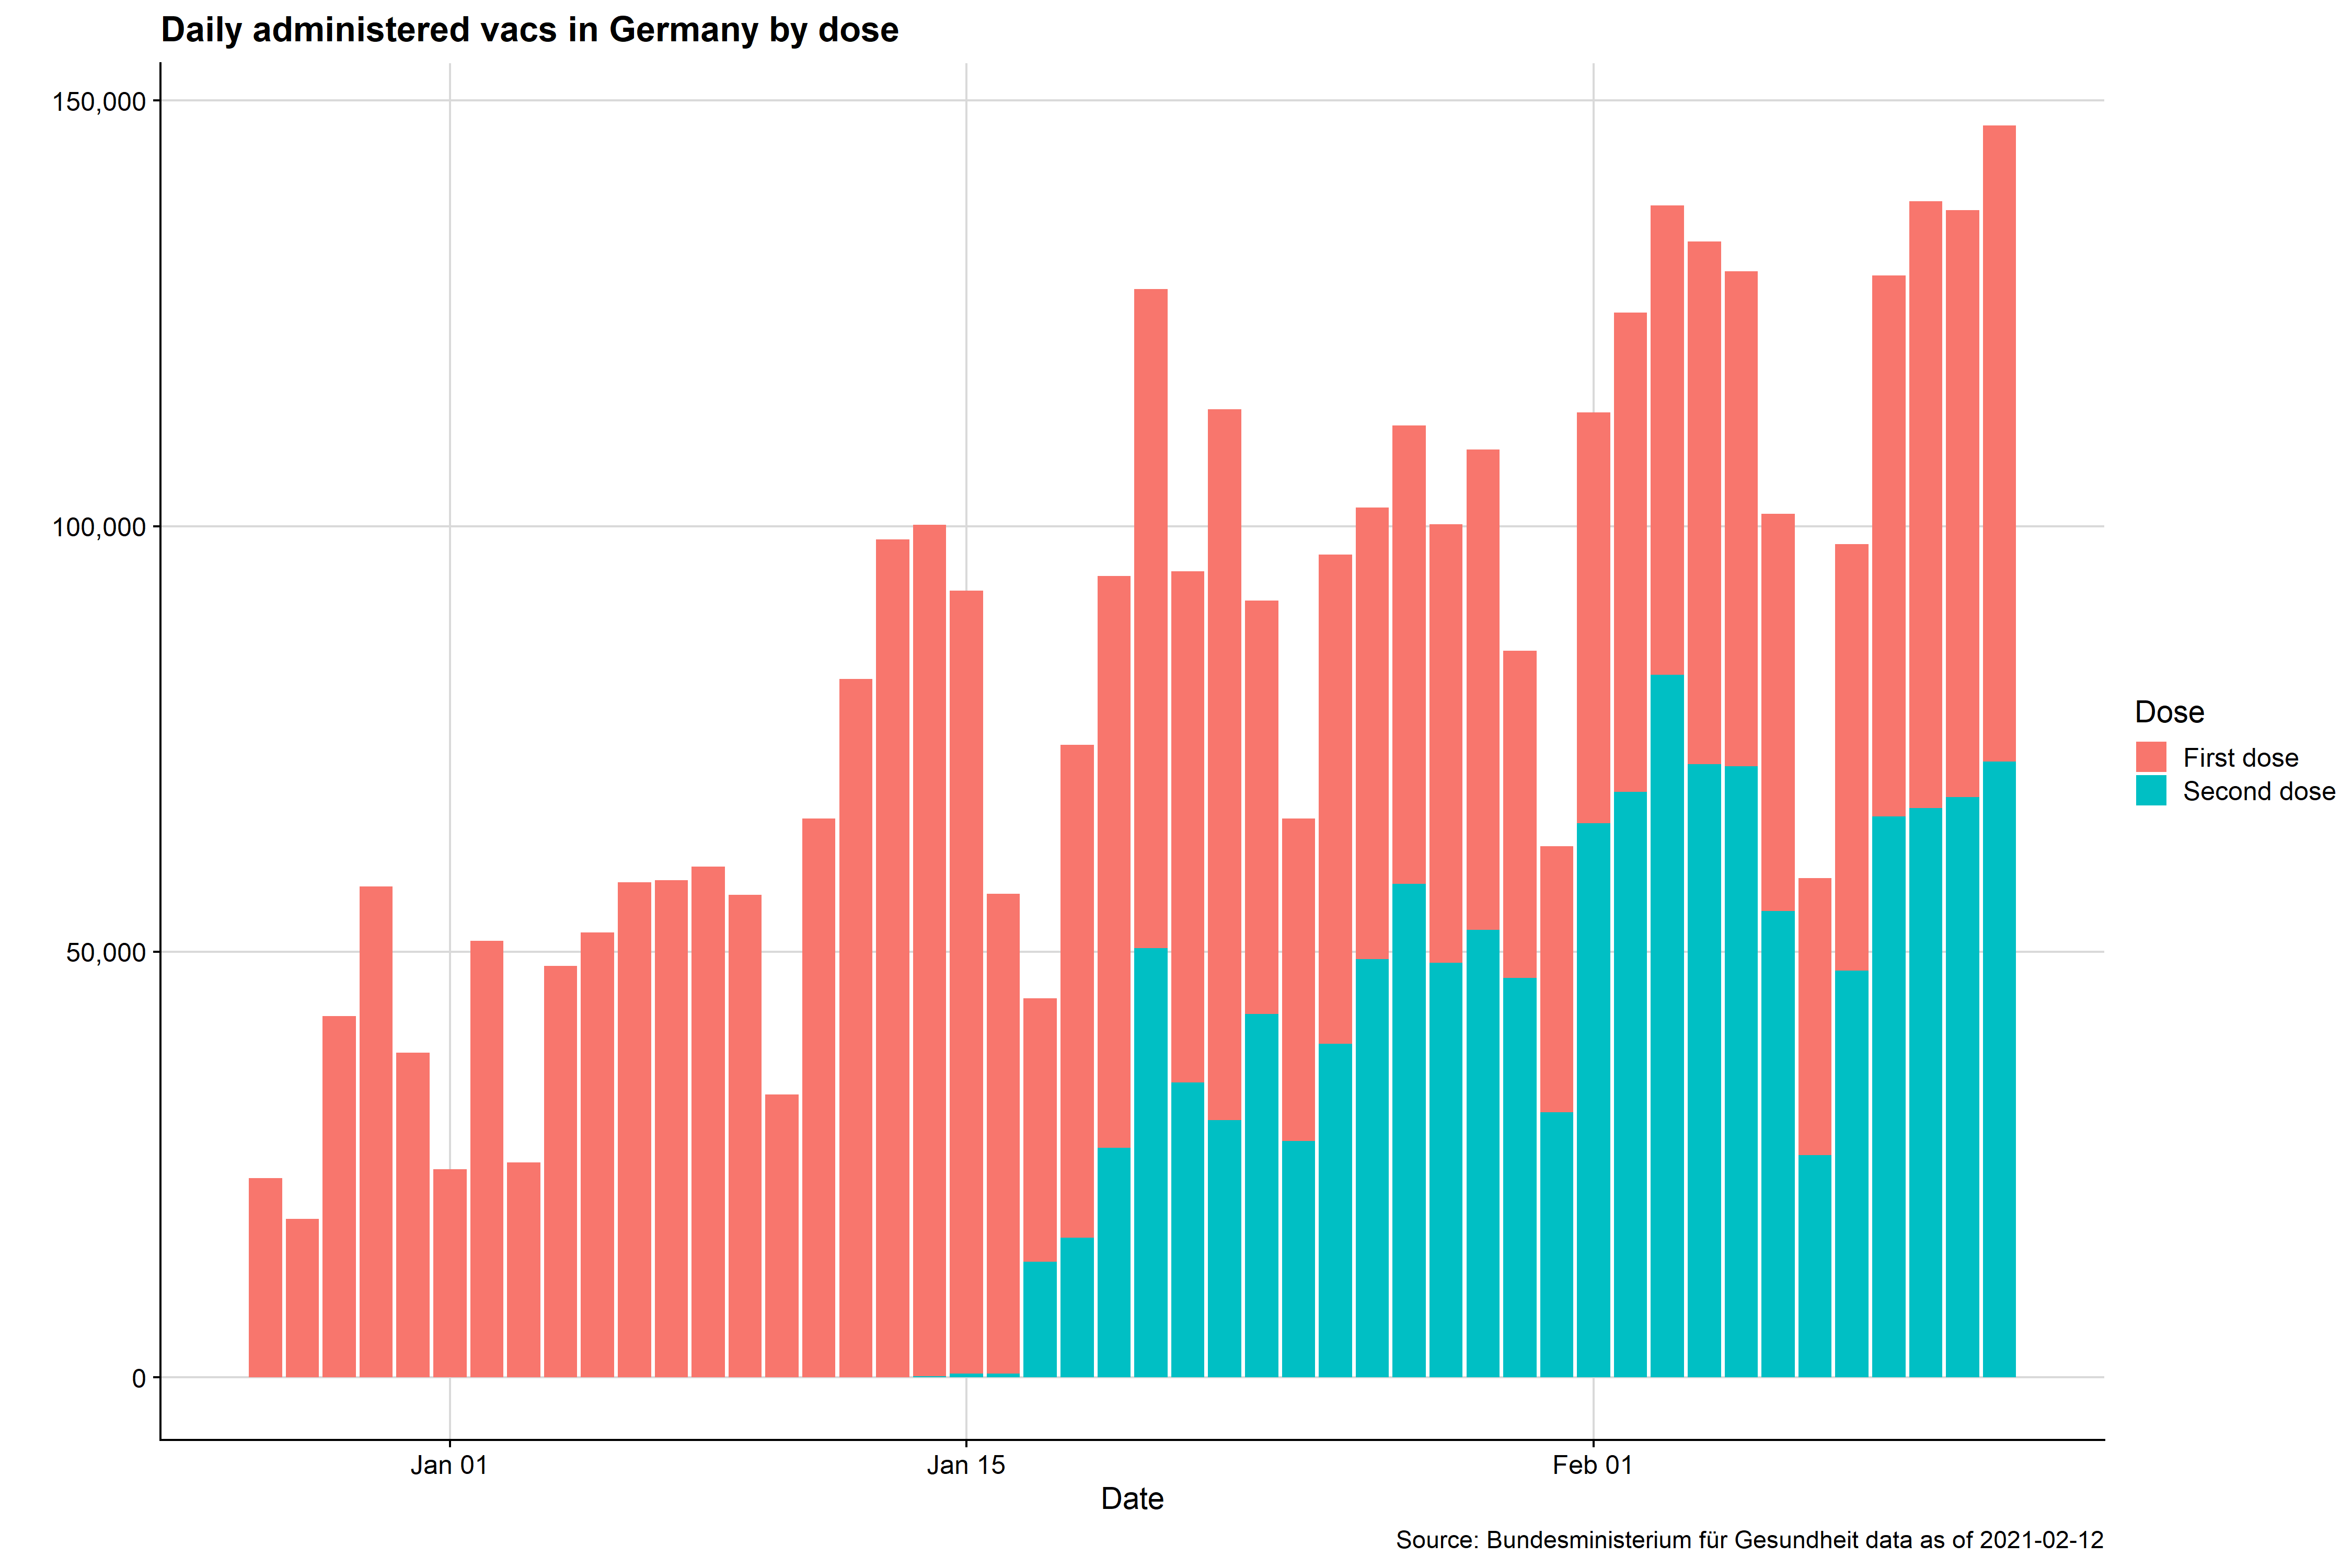 Daily administered vacs in Germany by dose
150,000
100,000
50,000
0
Jan 01
Jan 15
Feb 01
Date
Dose
First dose
Second dose
Source: Bundesministerium für Gesundheit data as of 2021-02-12